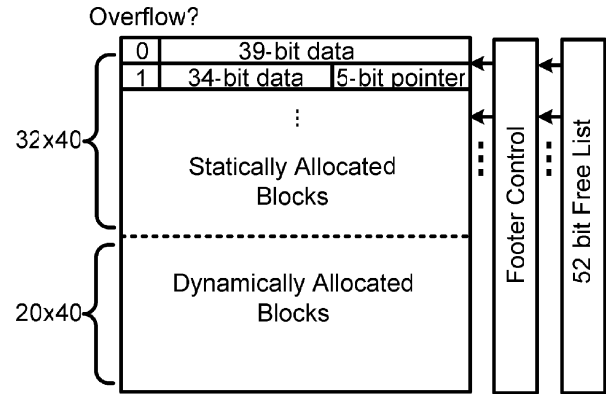 Overflow?
0 39-bit data
1 34-bit data 5-bit pointer
32x40
Statically Allocated
Blocks
20x40
Dynamically Allocated
Blocks
Footer Control
52 bit Free List